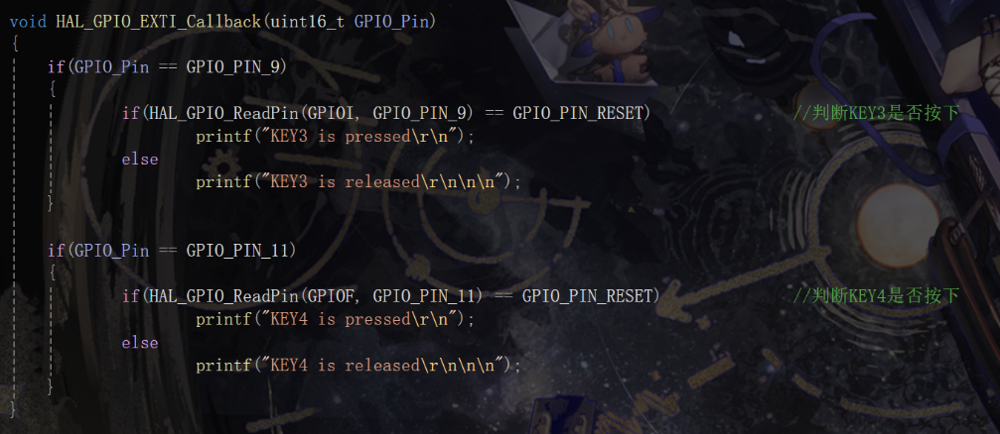 void HAL_GPIO_EXTI_Callback(uint16_t GPIO_Pin)
{
if(GPIO_Pin == GPIO_PIN_9)
{
if(HAL_GPIO_ReadPin(GPIOI, GPIO_PIN_9) == GPIO_PIN_RESET) //判断KEY3是否按下
printf("KEY3 is pressed\r\n");
else
printf("KEY3 is released\r\n\n\n");
}
if(GPIO_Pin == GPIO_PIN_11)
{
if(HAL_GPIO_ReadPin(GPIOF, GPIO_PIN_11) == GPIO_PIN_RESET) //判断KEY4是否按下
printf("KEY4 is pressed\r\n");
else
printf("KEY4 is released\r\n\n\n");
}
}